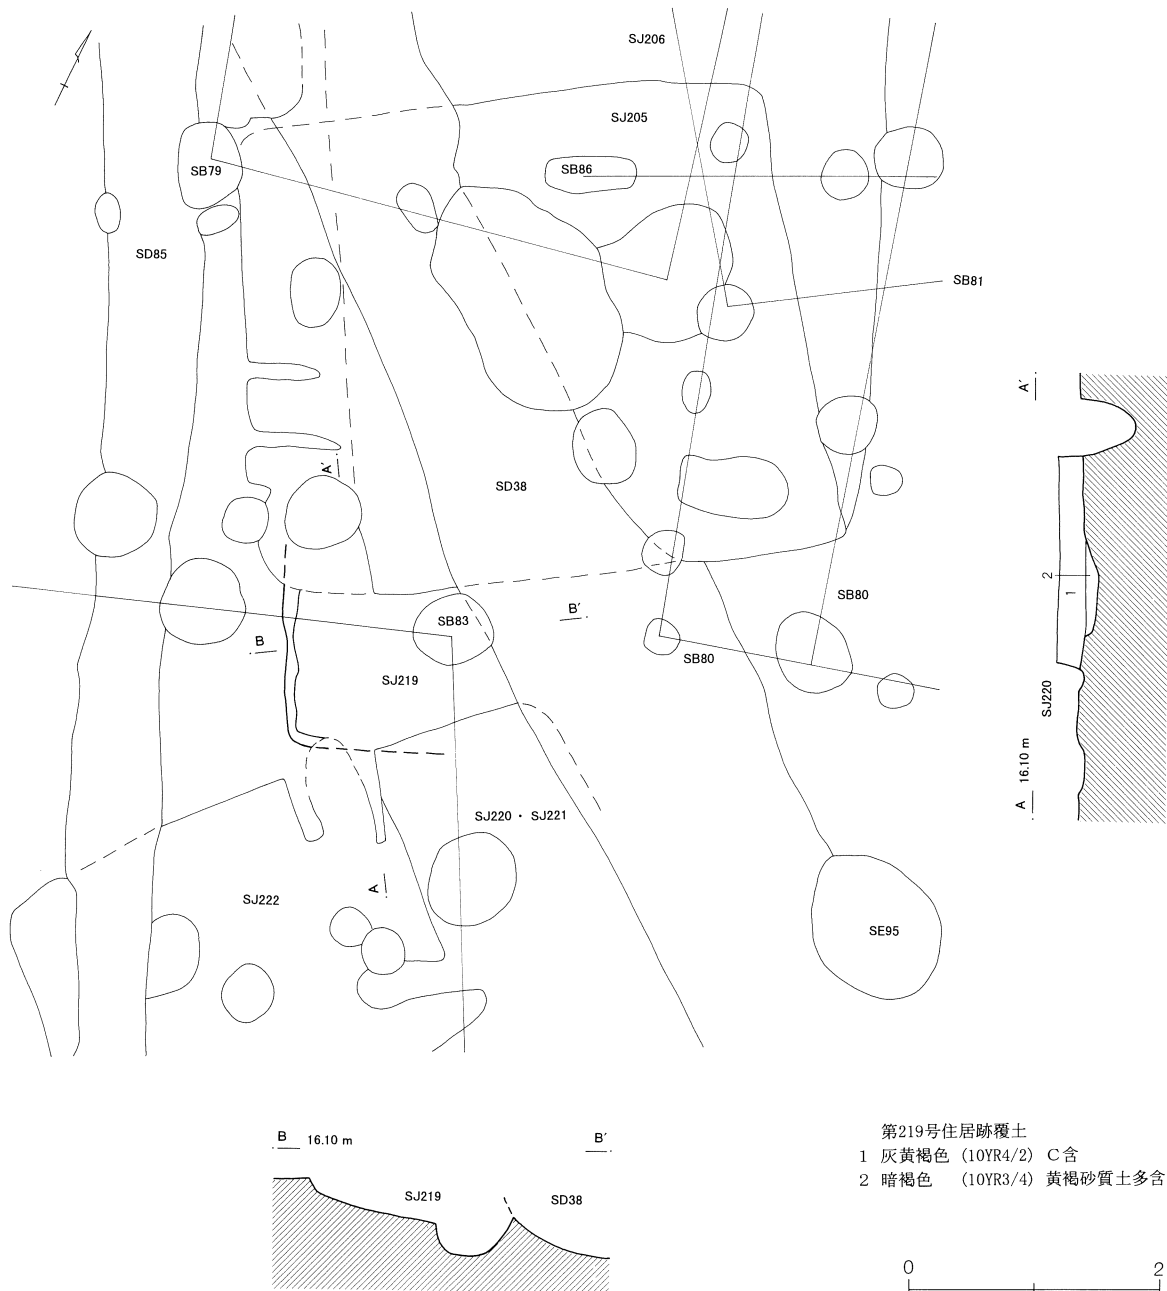 SJ206
SJ205
SB79
SB86
SD85
SB81
A′
A′
SD38
2
1
SB80
B′
SB83
B
SB80
SJ219
SJ220
16.10 m
A
SJ220・SJ221
A
SJ222
SE95
B 16.10 m B′
SJ219
SD38
第219号住居跡覆土
1 灰黄褐色 (10YR4/2) C含
2 暗褐色 (10YR3/4) 黄褐砂質土多含
0 2